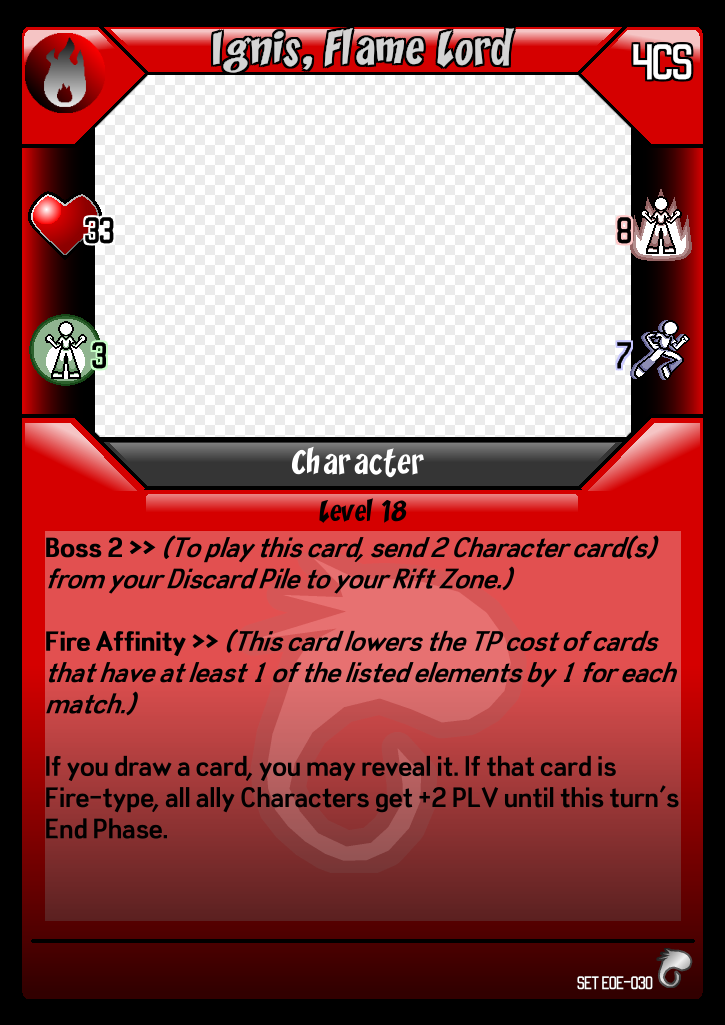 Ignis, Flame Lord
4CS
33
8
3
7
Character
Level 18
Boss 2 >> (To play this card, send 2 Character card(s)
from your Discard Pile to your Rift Zone.)
Fire Affinity >> (This card lowers the TP cost of cards
that have at least 1 of the listed elements by 1 for each
match.)
If you draw a card, you may reveal it. If that card is
Fire-type, all ally Characters get +2 PLV until this turn's
End Phase.
SET EOE-030